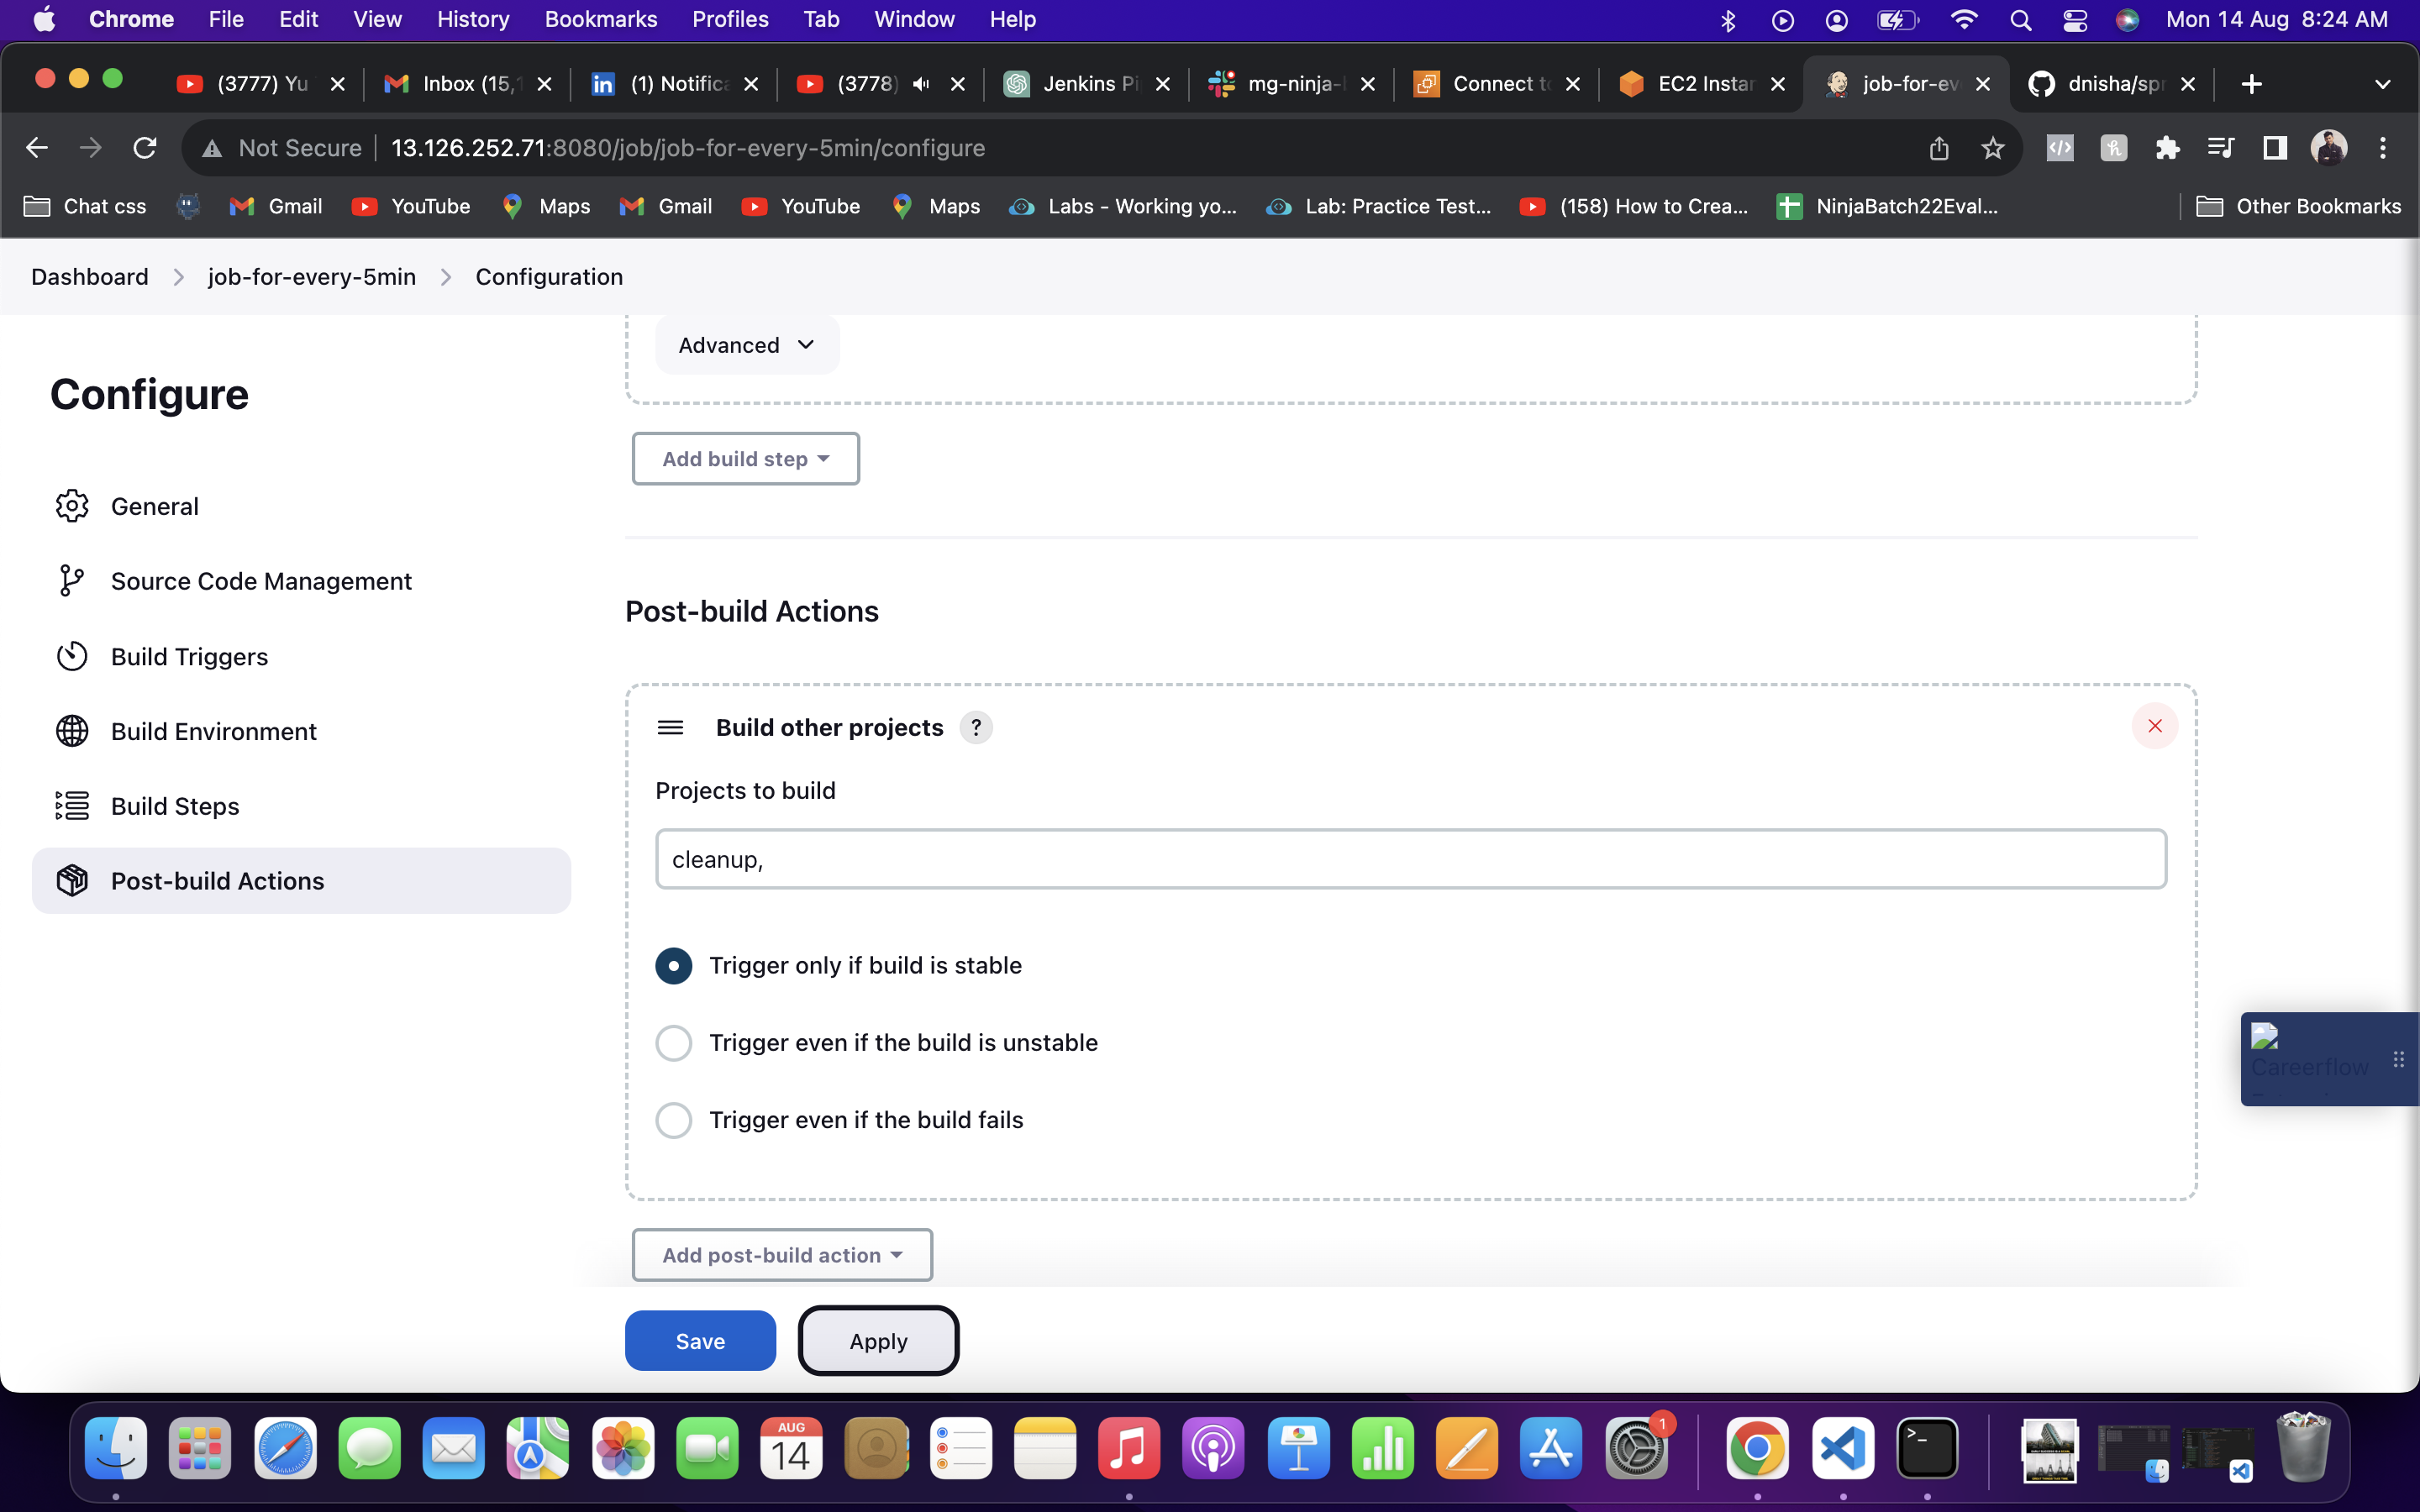 Chrome File Edit View History Bookmarks Profiles Tab Window Help Mon 14 Aug 8:24 AM
(3777) Yu Inbox (15,1 (1) Notifica (3778) Jenkins Pi mg-ninja- Connect to EC2 Instan job-for-ev dnisha/spr
Not Secure 13.126.252.71:8080/job/job-for-every-5min/configure
Chat css Gmail YouTube Maps Gmail YouTube Maps Labs - Working yo... Lab: Practice Test... (158) How to Crea... NinjaBatch22Eval... Other Bookmarks
Dashboard job-for-every-5min Configuration
Configure
General
Source Code Management
Build Triggers
Build Environment
Build Steps
Post-build Actions
Advanced
Add build step
Post-build Actions
Build other projects ?
Projects to build
cleanup,
Trigger only if build is stable
Trigger even if the build is unstable
Trigger even if the build fails
Add post-build action
Save Apply
Careerflow
AUG
14
1